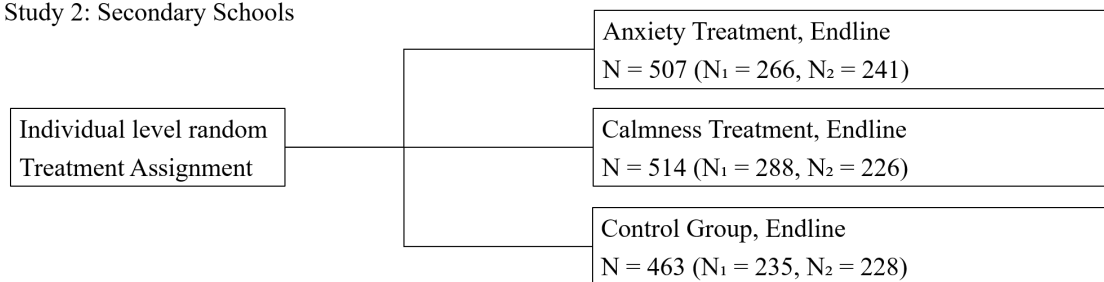 Study 2: Secondary Schools
Anxiety Treatment, Endline
N = 507 (N₁ = 266, N₂ = 241)
Individual level random
Treatment Assignment
Calmness Treatment, Endline
N = 514 (N₁ = 288, N₂ = 226)
Control Group, Endline
N = 463 (N₁ = 235, N₂ = 228)